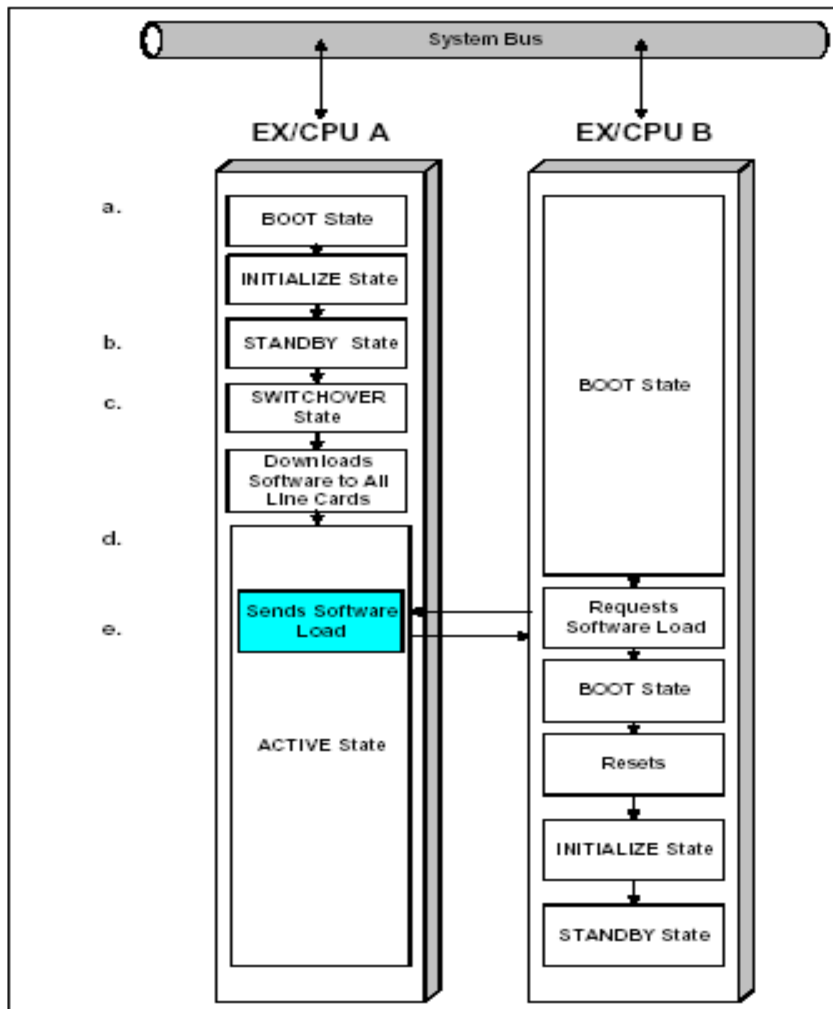 System Bus
EX/CPU A
EX/CPU B
a.
BOOT State
INITIALIZE State
b.
STANDBY State
c.
SWITCHOVER
State
Downloads
Software to All
Line Cards
d.
e.
Sends Software
Load
ACTIVE State
BOOT State
Requests
Software Load
BOOT State
Resets
INITIALIZE State
STANDBY State